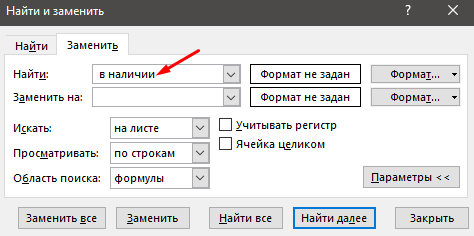 Найти и заменить
?
Найти
Заменить
Найти: в наличии Формат не задан Формат...
Заменить на: Формат не задан Формат...
Искать: на листе Учитывать регистр
Просматривать: по строкам Ячейка целиком
Область поиска: формулы Параметры <<
Заменить все Заменить Найти все Найти далее Закрыть